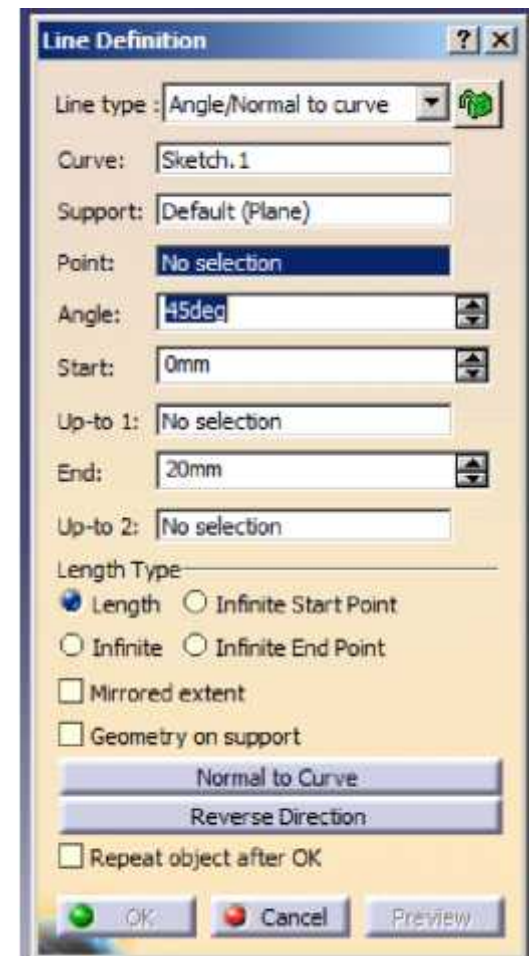 Line Definition ? ×
Line type : Angle/Normal to curve
Curve: Sketch.1
Support: Default (Plane)
Point: No selection
Angle: 45deg
Start: 0mm
Up-to 1: No selection
End: 20mm
Up-to 2: No selection
Length Type
Length Infinite Start Point
Infinite Infinite End Point
Mirrored extent
Geometry on support
Normal to Curve
Reverse Direction
Repeat object after OK
OK Cancel Preview